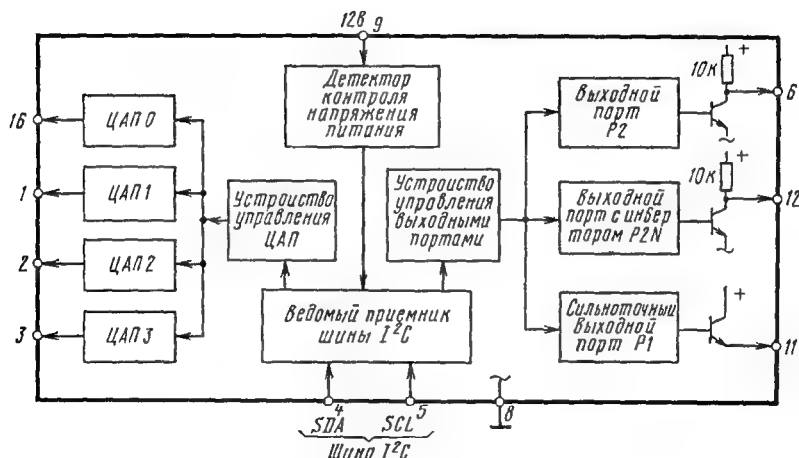 12В 9
Детектор
контроля
напряжения
питания
16
ЦАП 0
1
ЦАП 1
2
ЦАП 2
3
ЦАП 3
Устройство
управления
ЦАП
Устройство
управления
выходными
портами
Ведомый приемник
шины I²C
Выходной
порт
P2
10к
+
6
Выходной
порт с инвер
тором P2N
10к
+
12
Сильноточный
выходной
порт P1
+
11
4
5
8
SDA
SCL
Шина I²C